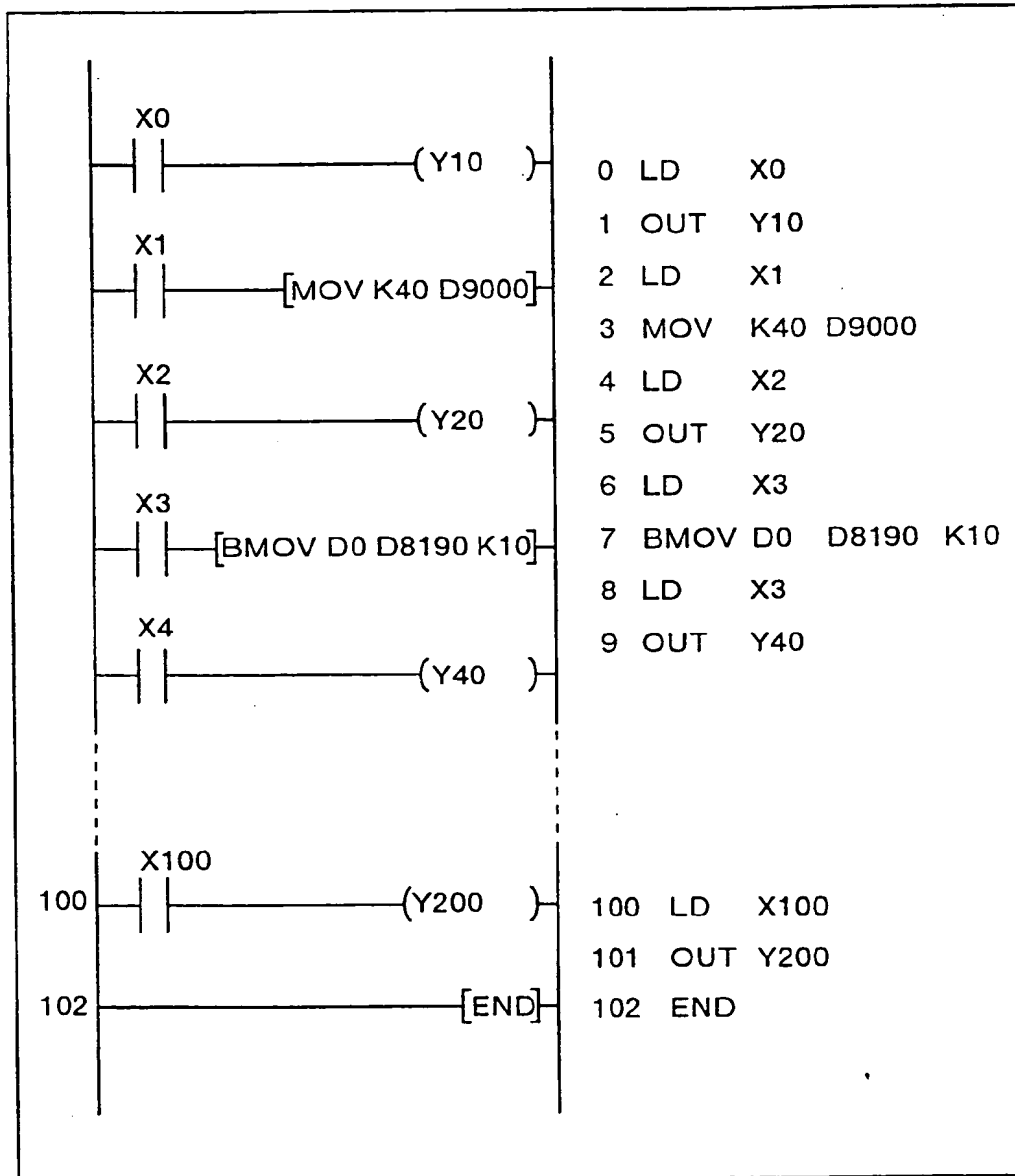 X0
(Y10 )
X1
[MOV K40 D9000]
X2
(Y20 )
X3
[BMOV D0 D8190 K10]
X4
(Y40 )
X100
100 (Y200 )
102 [END]
0 LD X0
1 OUT Y10
2 LD X1
3 MOV K40 D9000
4 LD X2
5 OUT Y20
6 LD X3
7 BMOV D0 D8190 K10
8 LD X3
9 OUT Y40
100 LD X100
101 OUT Y200
102 END